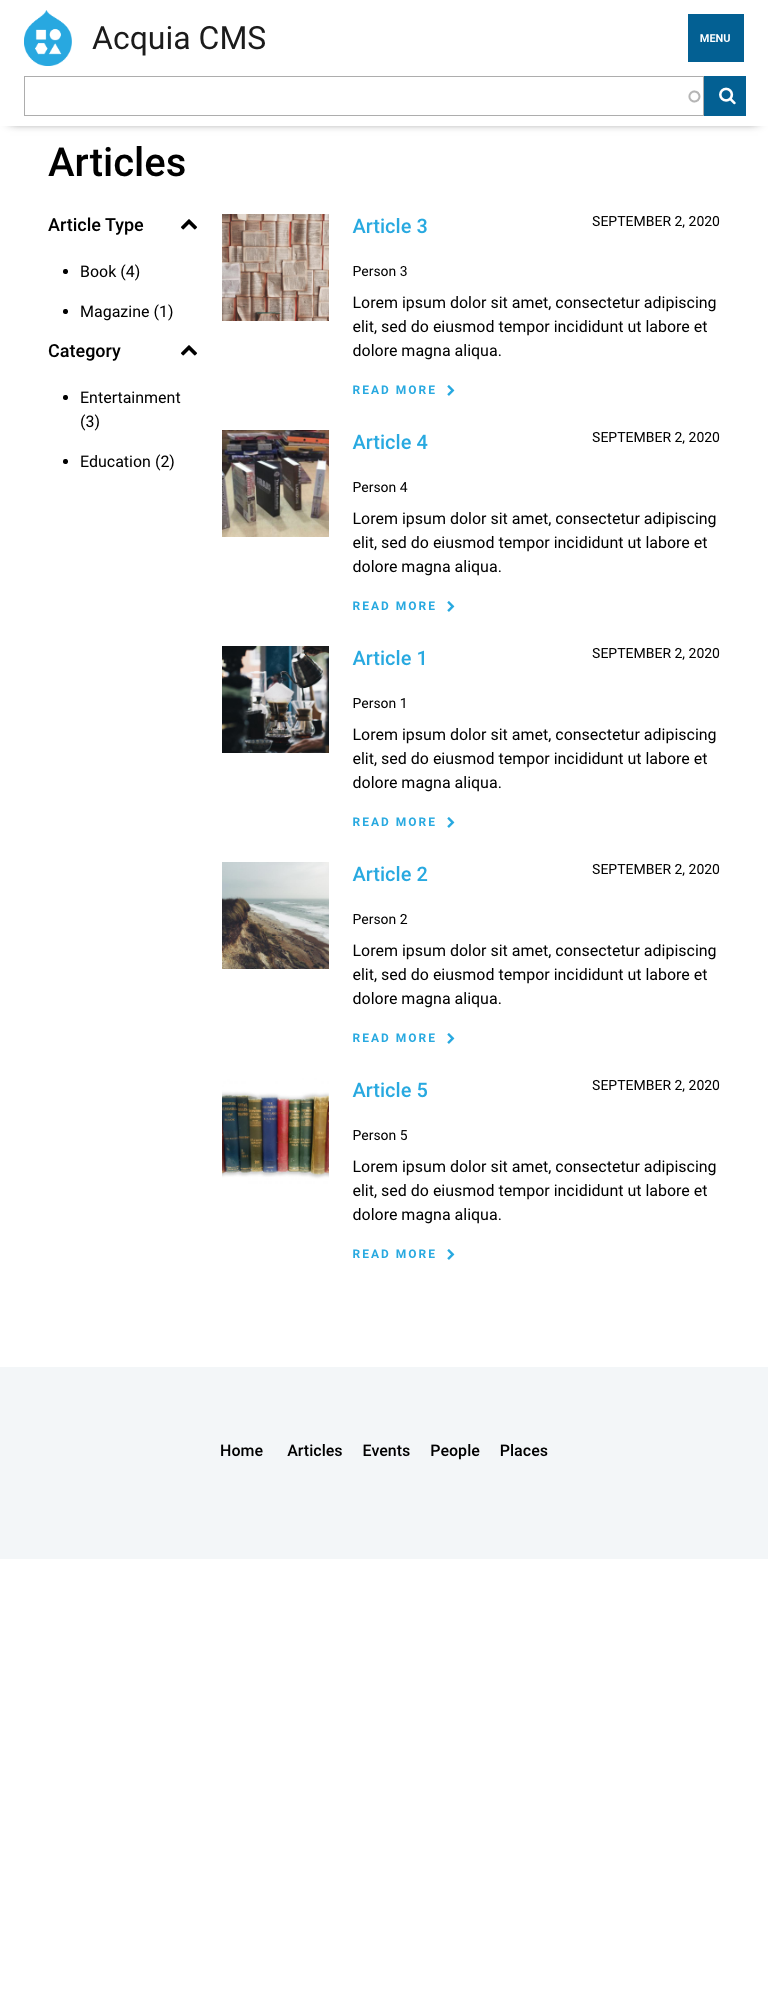 Acquia CMS
MENU
Articles
Article Type
Book (4)
Magazine (1)
Category
Entertainment
(3)
Education (2)
Article 3
SEPTEMBER 2, 2020
Person 3
Lorem ipsum dolor sit amet, consectetur adipiscing
elit, sed do eiusmod tempor incididunt ut labore et
dolore magna aliqua.
READ MORE
Article 4
SEPTEMBER 2, 2020
Person 4
Lorem ipsum dolor sit amet, consectetur adipiscing
elit, sed do eiusmod tempor incididunt ut labore et
dolore magna aliqua.
READ MORE
Article 1
SEPTEMBER 2, 2020
Person 1
Lorem ipsum dolor sit amet, consectetur adipiscing
elit, sed do eiusmod tempor incididunt ut labore et
dolore magna aliqua.
READ MORE
Article 2
SEPTEMBER 2, 2020
Person 2
Lorem ipsum dolor sit amet, consectetur adipiscing
elit, sed do eiusmod tempor incididunt ut labore et
dolore magna aliqua.
READ MORE
Article 5
SEPTEMBER 2, 2020
Person 5
Lorem ipsum dolor sit amet, consectetur adipiscing
elit, sed do eiusmod tempor incididunt ut labore et
dolore magna aliqua.
READ MORE
Home Articles Events People Places